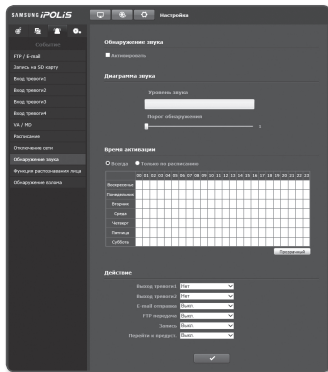 SAMSUNG iPOLiS
Настройка
События
FTP / E-mail
Запись на SD карту
Вход тревоги1
Вход тревоги2
Вход тревоги3
Вход тревоги4
VA / MD
Расписание
Отключение сети
Обнаружение звука
Функция распознавания лица
Обнаружение взлома
Обнаружение звука
Активировать
Диаграмма звука
Уровень звука
Порог обнаружения
Время активации
Всегда Только по расписанию
00 01 02 03 04 05 06 07 08 09 10 11 12 13 14 15 16 17 18 19 20 21 22 23
Воскресенье
Понедельник
Вторник
Среда
Четверг
Пятница
Суббота
Прозрачный
Действие
Выход тревоги1 Нет
Выход тревоги2 Нет
E-mail отправка Выкл
FTP передача Выкл
Запись Выкл
Перейти к предуст. Выкл